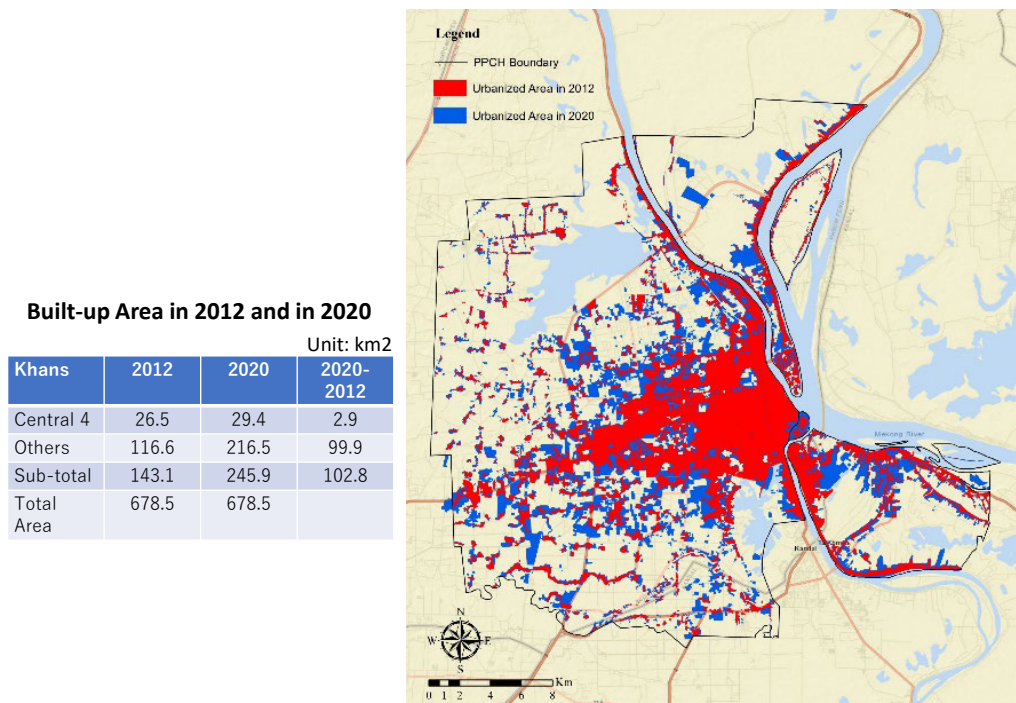 Built-up Area in 2012 and in 2020
Unit: km2
Khans 2012 2020 2020-
2012
Central 4 26.5 29.4 2.9
Others 116.6 216.5 99.9
Sub-total 143.1 245.9 102.8
Total
Area 678.5 678.5
Legend
PPCH Boundary
Urbanized Area in 2012
Urbanized Area in 2020
Mekong River
Kandal
N
W E
S
Km
0 1 2 4 6 8